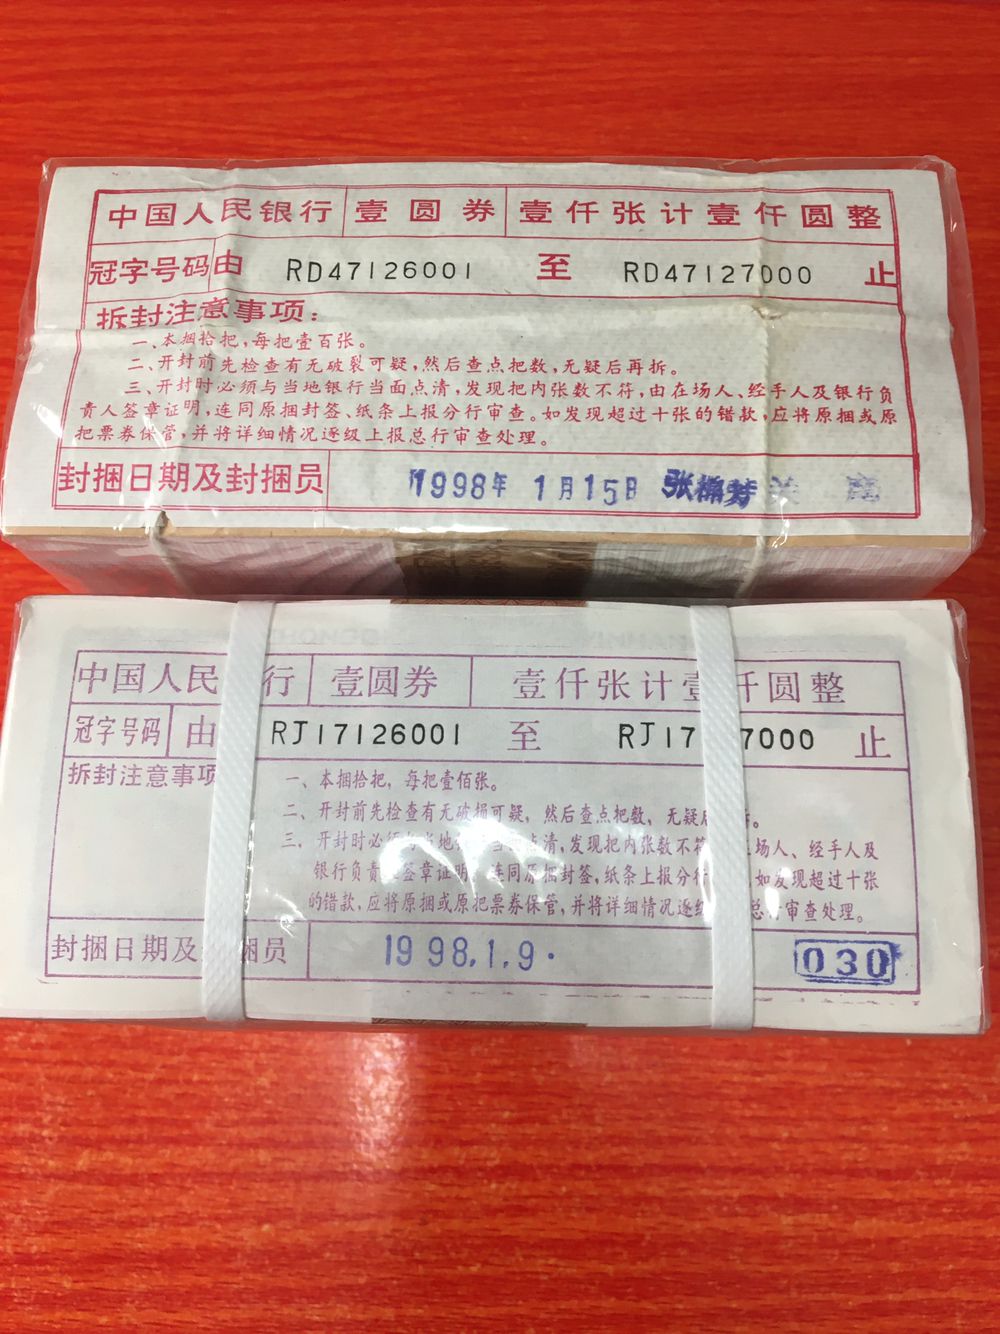 中国人民银行 壹圆券 壹仟张计壹仟圆整
冠字号码由 RD47126001 至 RD47127000 止
拆封注意事项：
一、本捆拾把，每把壹百张。
二、开封前先检查有无破裂可疑，然后查点把数，无疑后再拆。
三、开封时必须与当地银行当面点清，发现把内张数不符，由在场人、经手人及银行负
责人签章证明，连同原捆封签、纸条上报分行审查。如发现超过十张的错款，应将原捆或原
把票券保管，并将详细情况逐级上报总行审查处理。
封捆日期及封捆员 1998年 1月15日 张棉芳
中国人民 行 壹圆券 壹仟张计壹仟圆整
冠字号码 由 RJ17126001 至 RJ17 7000 止
拆封注意事项
一、本捆拾把，每把壹佰张。
二、开封前先检查有无破损可疑，然后查点把数，无疑 拆。
三、开封时必须 当地 当面点清，发现把内张数不符 场人、经手人及
银行负责 签章证明， 连同原捆封签，纸条上报分行 如发现超过十张
的错款，应将原捆或原把票券保管，并将详细情况逐级 总行审查处理。
封捆日期及 捆员 1998.1.9. 030